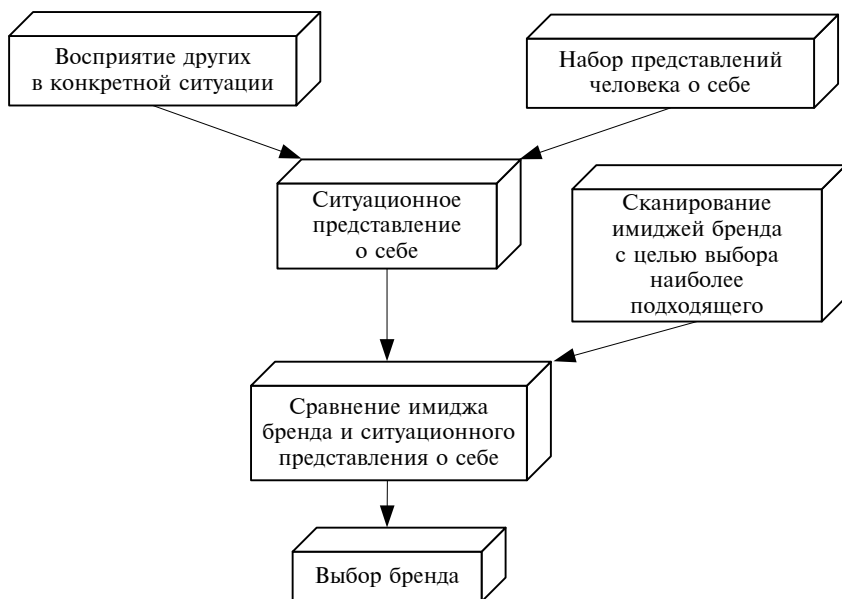 Восприятие других
в конкретной ситуации
Набор представлений
человека о себе
Ситуационное
представление
о себе
Сканирование
имиджей бренда
с целью выбора
наиболее
подходящего
Сравнение имиджа
бренда и ситуационного
представления о себе
Выбор бренда